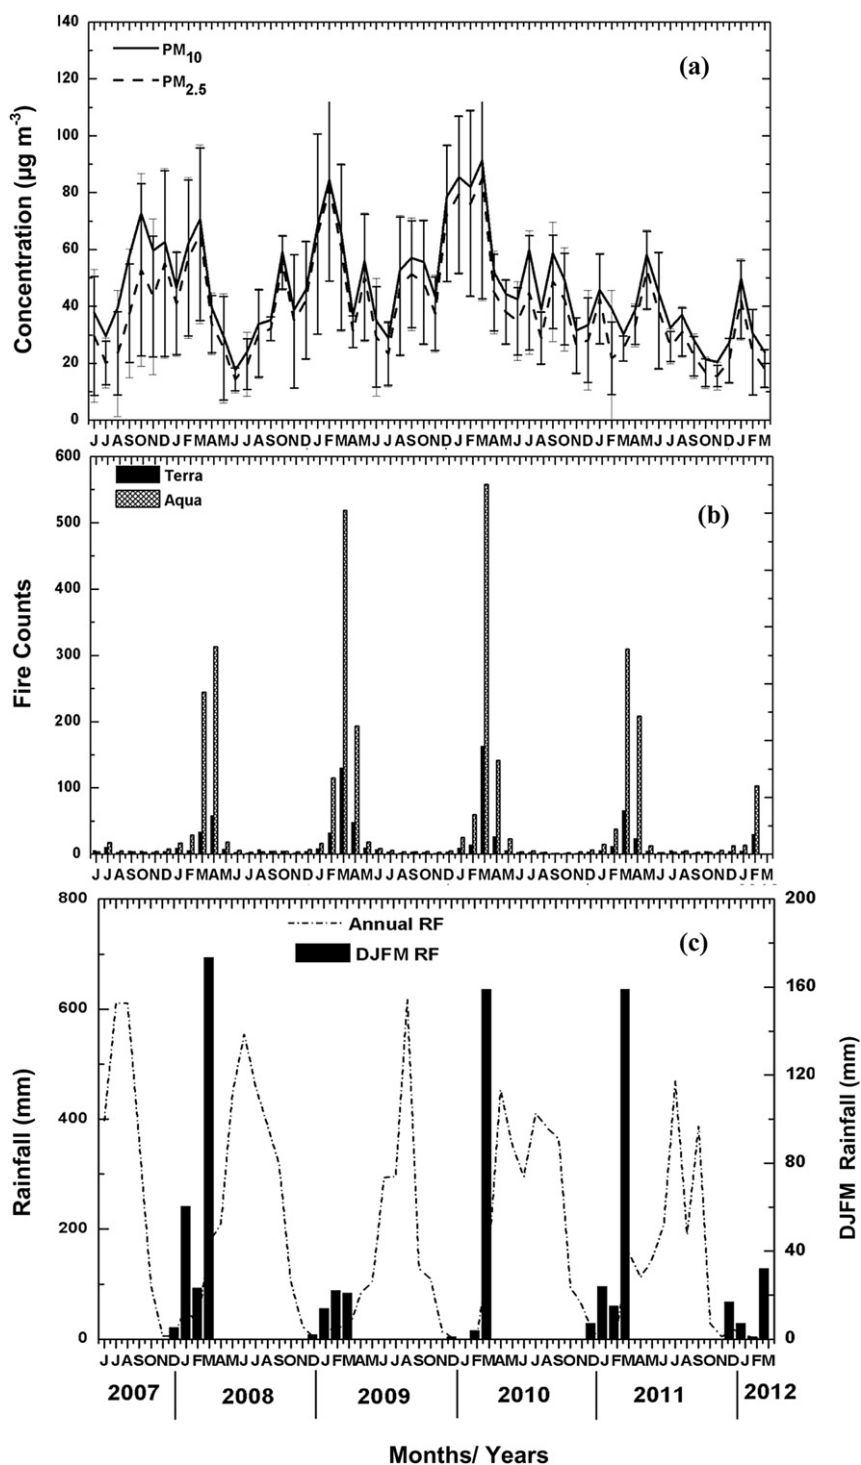 140
120
100
80
60
40
20
0
Concentration (µg m-3)
PM10
PM2.5
(a)
J J A S O N D J F M A M J J A S O N D J F M A M J J A S O N D J F M A M J J A S O N D J F M A M J J A S O N D J F M
600
500
400
300
200
100
0
Fire Counts
Terra
Aqua
(b)
J J A S O N D J F M A M J J A S O N D J F M A M J J A S O N D J F M A M J J A S O N D J F M A M J J A S O N D J F M
800
600
400
200
0
Rainfall (mm)
Annual RF
DJFM RF
(c)
200
160
120
80
40
0
DJFM Rainfall (mm)
J J A S O N D J F M A M J J A S O N D J F M A M J J A S O N D J F M A M J J A S O N D J F M A M J J A S O N D J F M
2007 2008 2009 2010 2011 2012
Months/ Years